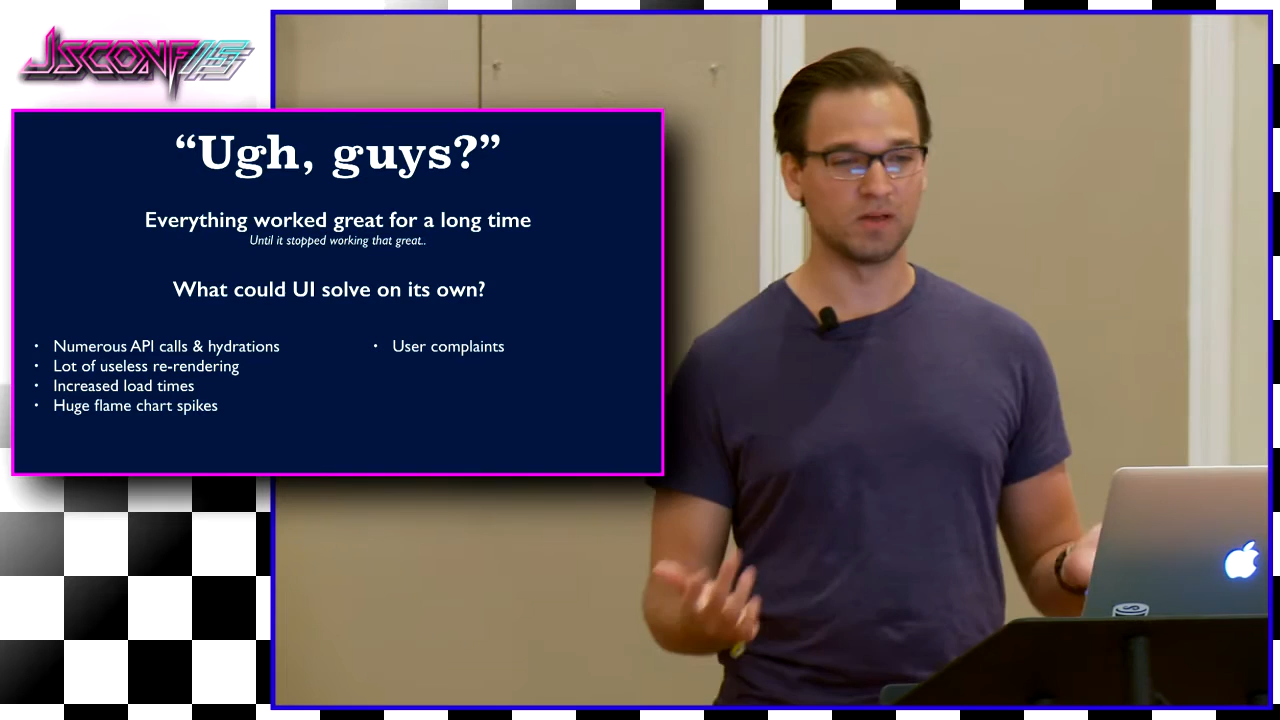 JSCONF15
“Ugh, guys?”
Everything worked great for a long time
Until it stopped working that great..
What could UI solve on its own?
• Numerous API calls & hydrations
• Lot of useless re-rendering
• Increased load times
• Huge flame chart spikes
• User complaints